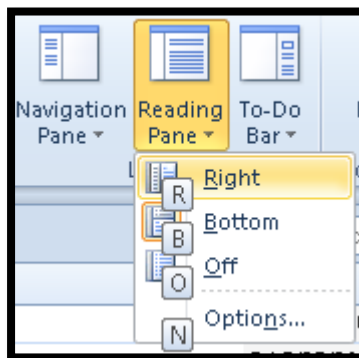 Navigation Reading To-Do
Pane Pane Bar
Right
R
Bottom
B
Off
O
Options...
N